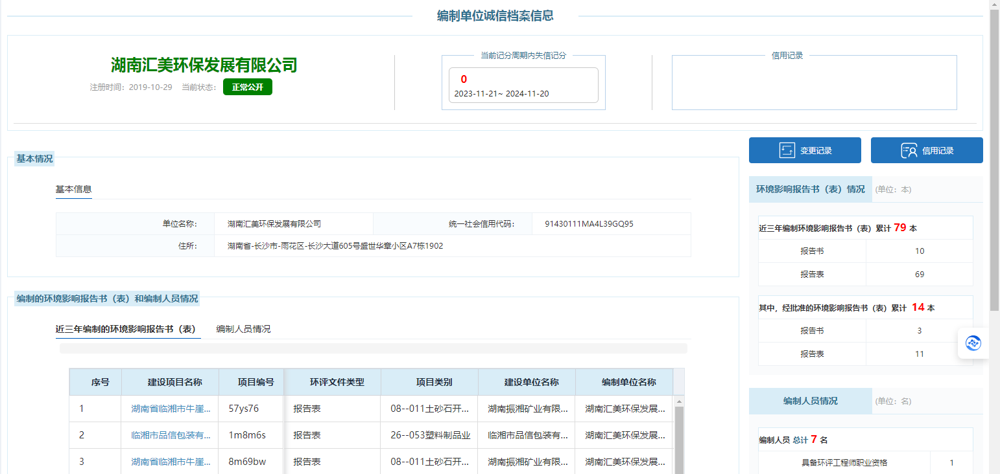 编制单位诚信档案信息
湖南汇美环保发展有限公司
注册时间：2019-10-29 当前状态： 正常公开
当前记分周期内失信记分
0
2023-11-21~ 2024-11-20
信用记录
变更记录
信用记录
基本情况
基本信息
单位名称： 湖南汇美环保发展有限公司 统一社会信用代码： 91430111MA4L39GQ95
住所： 湖南省-长沙市-雨花区-长沙大道605号盛世华章小区A7栋1902
编制的环境影响报告书（表）和编制人员情况
近三年编制的环境影响报告书（表） 编制人员情况
序号 建设项目名称 项目编号 环评文件类型 项目类别 建设单位名称 编制单位名称
1 湖南省临湘市牛崖... 57ys76 报告表 08--011土砂石开... 湖南振湘矿业有限... 湖南汇美环保发展...
2 临湘市品信包装有... 1m8m6s 报告表 26--053塑料制品业 临湘市品信包装有... 湖南汇美环保发展...
3 湖南省临湘市牛崖... 8m69bw 报告表 08--011土砂石开... 湖南振湘矿业有限... 湖南汇美环保发展...
环境影响报告书（表）情况 (单位：本)
近三年编制环境影响报告书（表）累计 79 本
报告书 10
报告表 69
其中，经批准的环境影响报告书（表）累计 14 本
报告书 3
报告表 11
编制人员情况 (单位：名)
编制人员 总计 7 名
具备环评工程师职业资格 1